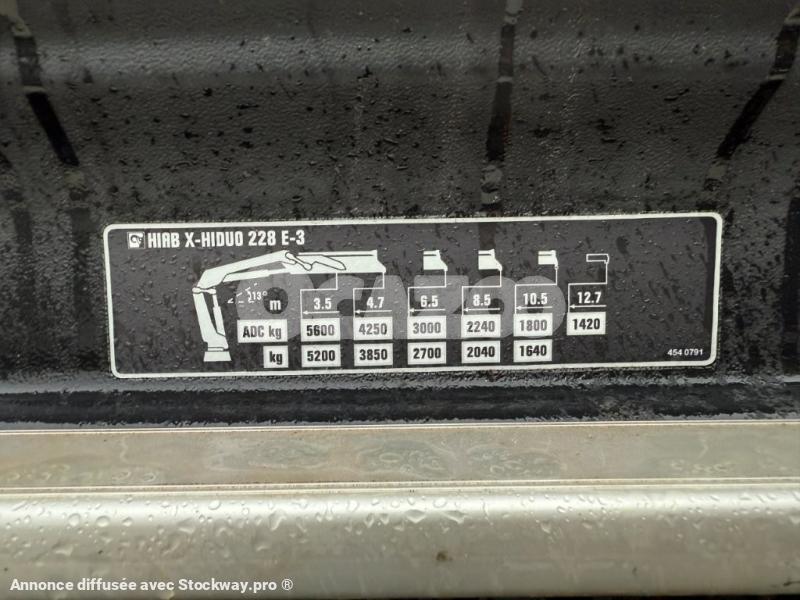 HIAB X-HIDUO 228 E-3
13°
m 3.5 4.7 6.5 8.5 10.5 12.7
ADC kg 5600 4250 3000 2240 1800 1420
kg 5200 3850 2700 2040 1640
454 0791
Annonce diffusée avec Stockway.pro ®